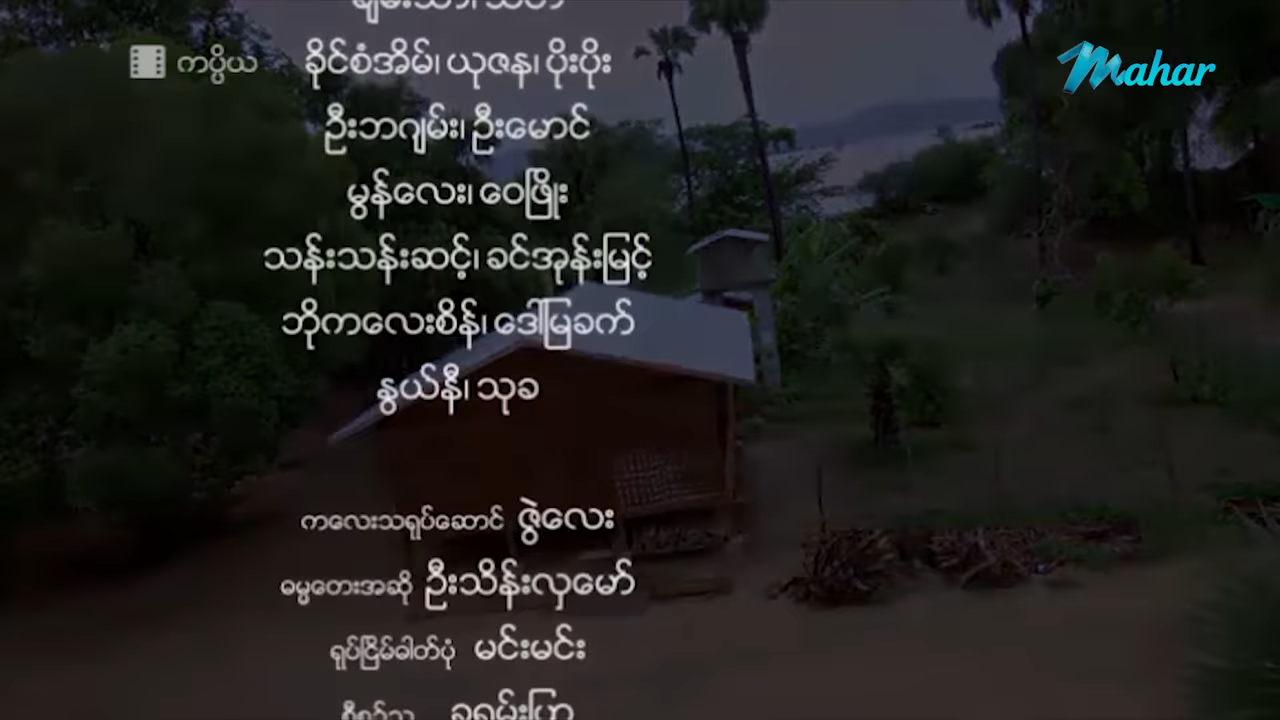 ကပ္ပိယ
Mahar
ခိုင်စံအိမ်၊ ယုဇန၊ ပိုးပိုး
ဦးဘဂျမ်း၊ ဦးမောင်
မွန်လေး၊ ဝေဖြိုး
သန်းသန်းဆင့်၊ ခင်အုန်းမြင့်
ဘိုကလေးစိန်၊ ဒေါ်မြခက်
နွယ်နီ၊ သုခ
ကလေးသရုပ်ဆောင် ဇွဲလေး
ဓမ္မတေးအဆို ဦးသိန်းလှမော်
ရုပ်ငြိမ်ဓါတ်ပုံ မင်းမင်း